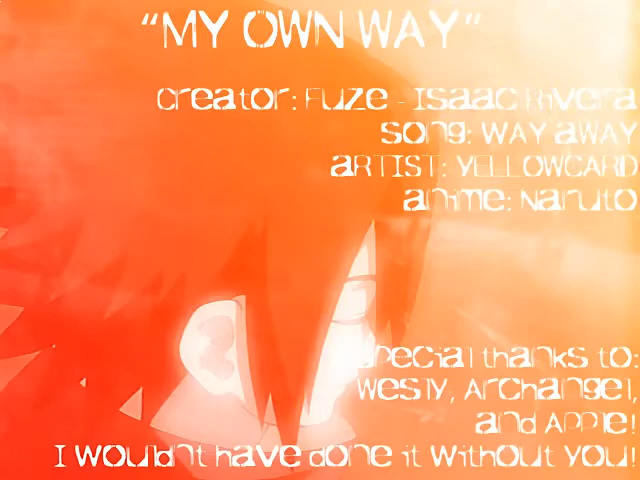 "MY OWN WAY"
creator: Fuze - Isaac Rivera
song: WAY aWAY
aRTIST: YELLOWCARD
anime: Naruto
special thanks to:
Wesly, Archangel,
and Apple!
I wouldn't have done it without you!